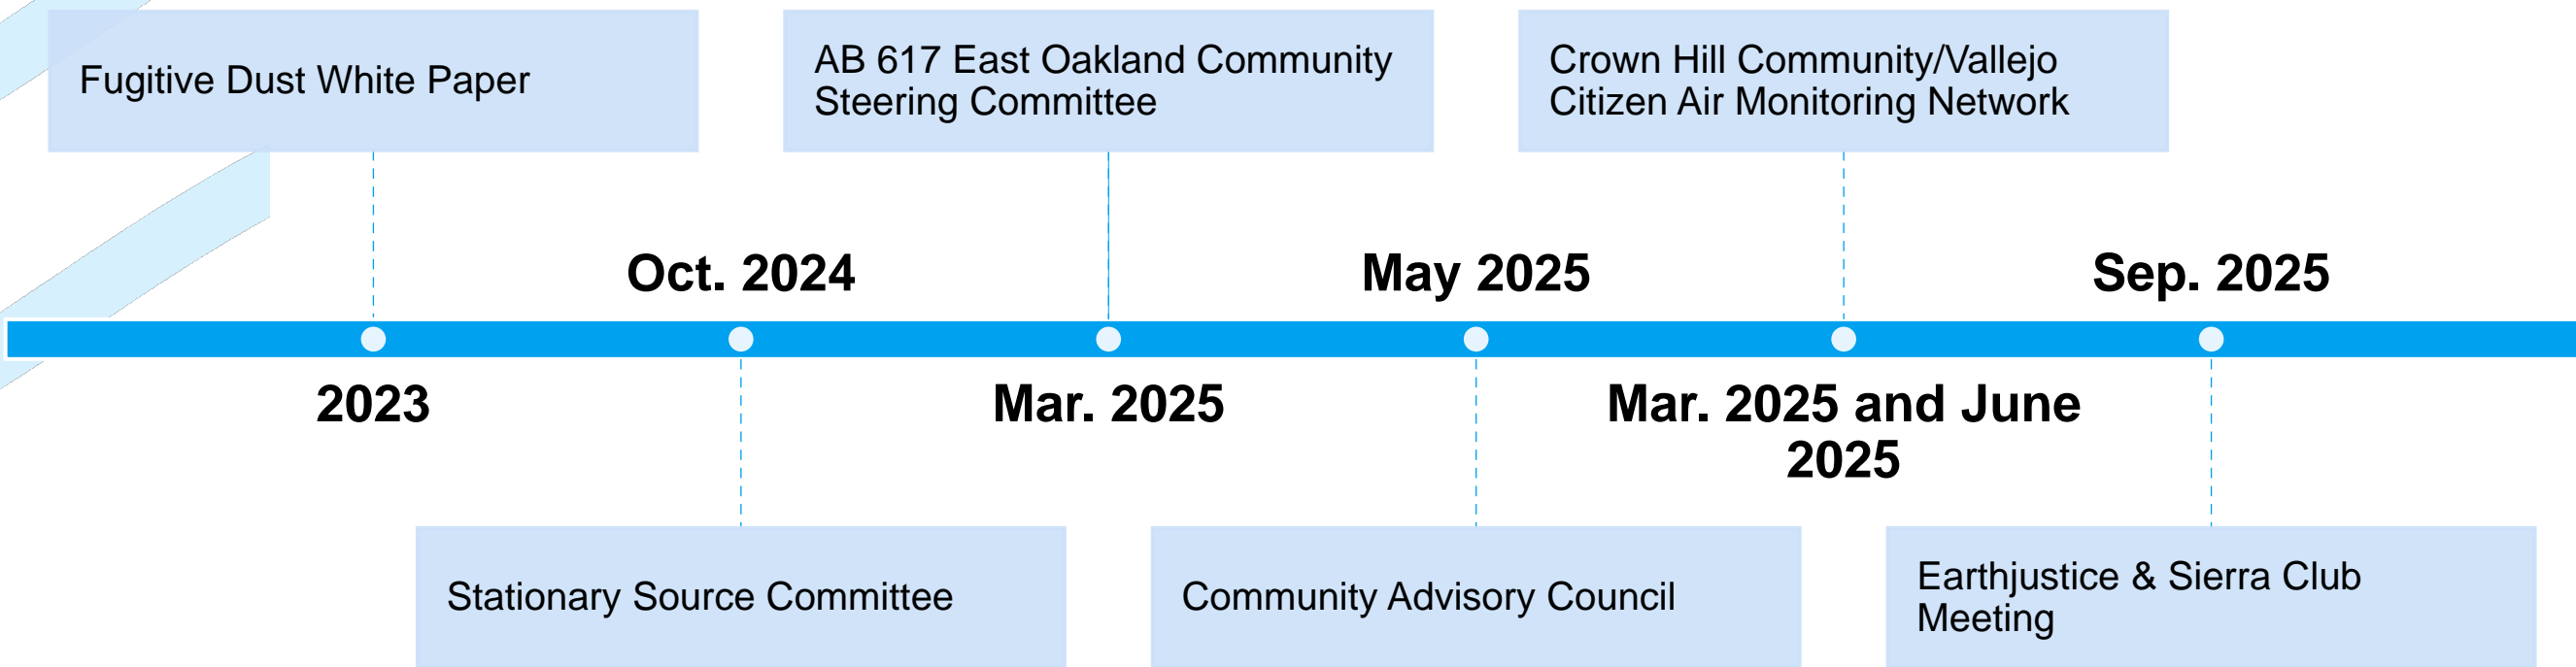 Fugitive Dust White Paper
AB 617 East Oakland Community
Steering Committee
Crown Hill Community/Vallejo
Citizen Air Monitoring Network
Oct. 2024
May 2025
Sep. 2025
2023
Mar. 2025
Mar. 2025 and June
2025
Stationary Source Committee
Community Advisory Council
Earthjustice & Sierra Club
Meeting